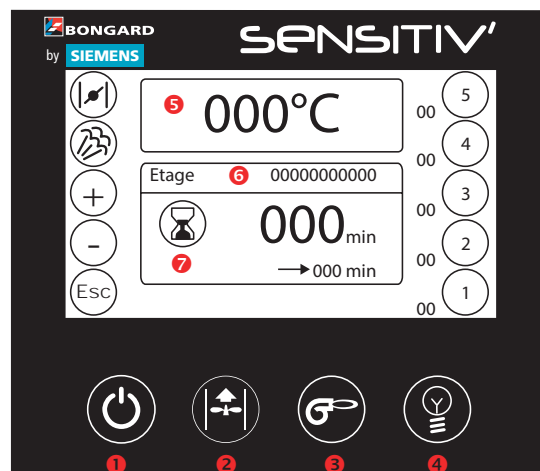 BONGARD
SENSITIV'
by SIEMENS
5
000°C
00
5
4
00
Etage
6
00000000000
+
3
00
000 min
-
2
7
00
→000 min
Esc
1
00
1
2
3
4